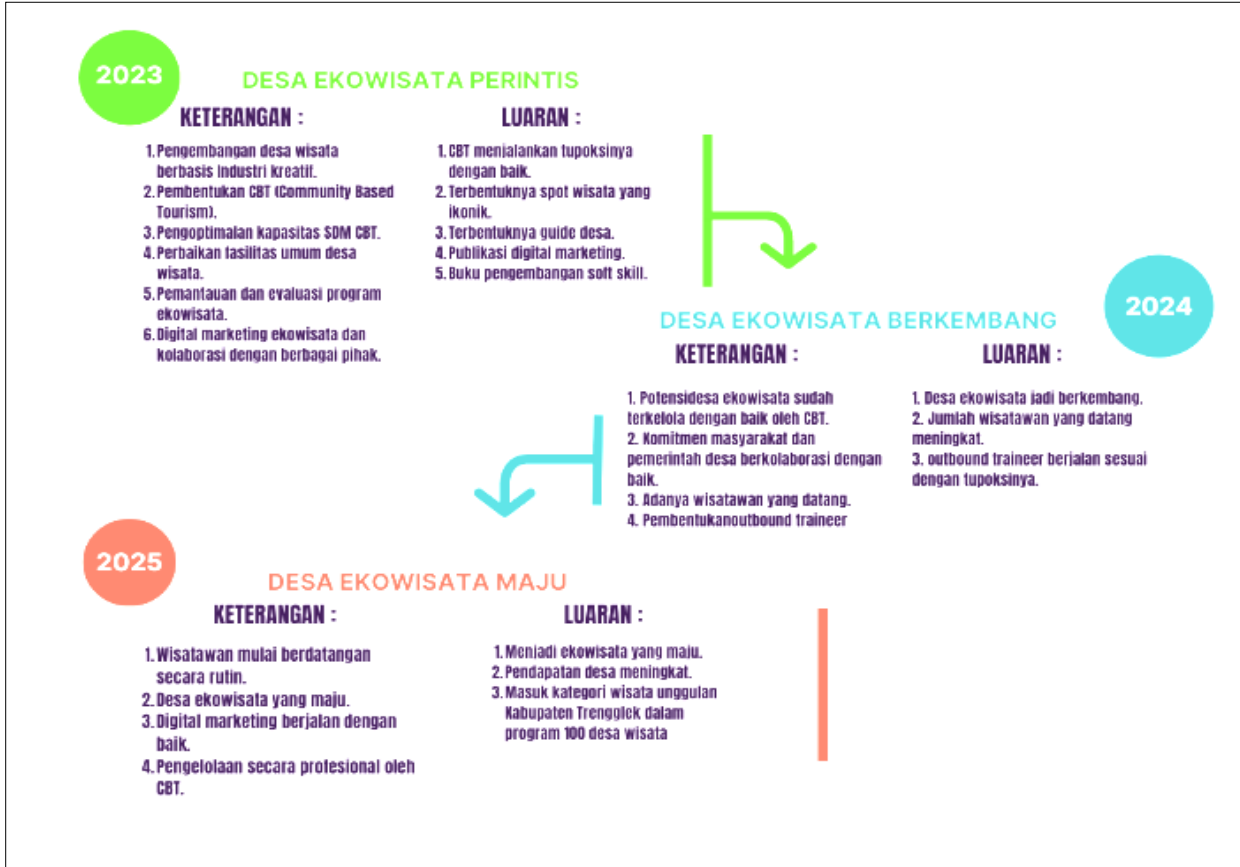 2023
DESA EKOWISATA PERINTIS
KETERANGAN :
1. Pengembangan desa wisata
berbasis industri kreatif.
2. Pembentukan CBT (Community Based
Tourism).
3. Pengoptimalan kapasitas SDM CBT.
4. Perbaikan fasilitas umum desa
wisata.
5. Pemantauan dan evaluasi program
ekowisata.
6. Digital marketing ekowisata dan
kolaborasi dengan berbagai pihak.
LUARAN :
1. CBT menjalankan tupoksinya
dengan baik.
2. Terbentuknya spot wisata yang
ikonik.
3. Terbentuknya guide desa.
4. Publikasi digital marketing.
5. Buku pengembangan soft skill.
2024
DESA EKOWISATA BERKEMBANG
KETERANGAN :
1. Potensidesa ekowisata sudah
terkelola dengan baik oleh CBT.
2. Komitmen masyarakat dan
pemerintah desa berkolaborasi dengan
baik.
3. Adanya wisatawan yang datang.
4. Pembentukanoutbound traineer
LUARAN :
1. Desa ekowisata jadi berkembang.
2. Jumlah wisatawan yang datang
meningkat.
3. outbound traineer berjalan sesuai
dengan tupoksinya.
2025
DESA EKOWISATA MAJU
KETERANGAN :
1. Wisatawan mulai berdatangan
secara rutin.
2. Desa ekowisata yang maju.
3. Digital marketing berjalan dengan
baik.
4. Pengelolaan secara profesional oleh
CBT.
LUARAN :
1. Menjadi ekowisata yang maju.
2. Pendapatan desa meningkat.
3. Masuk kategori wisata unggulan
Kabupaten Trengglek dalam
program 100 desa wisata